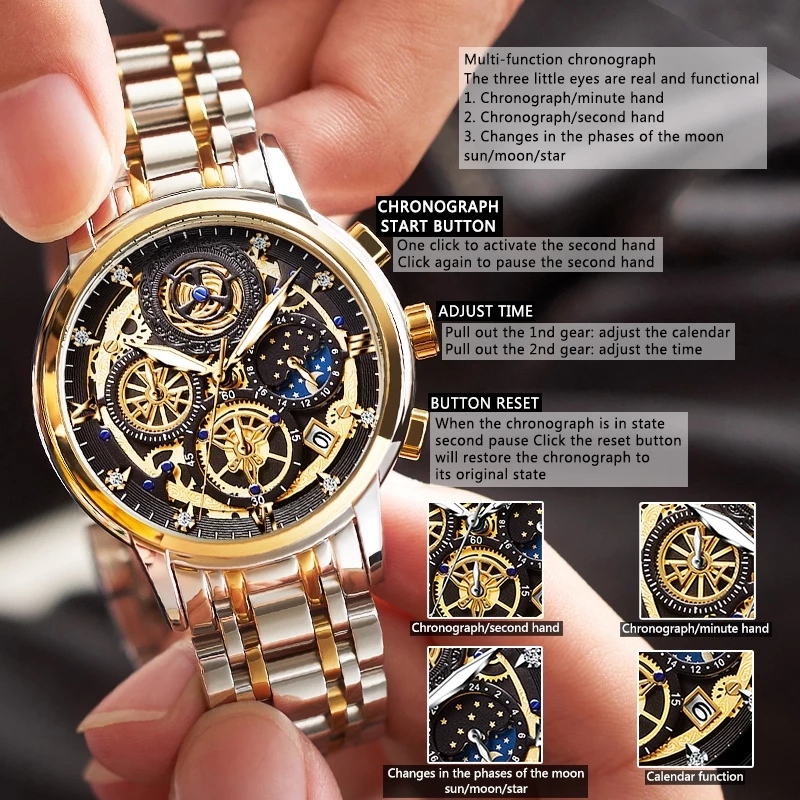 Multi-function chronograph
The three little eyes are real and functional
1. Chronograph/minute hand
2. Chronograph/second hand
3. Changes in the phases of the moon
sun/moon/star
CHRONOGRAPH
START BUTTON
One click to activate the second hand
Click again to pause the second hand
ADJUST TIME
Pull out the 1nd gear: adjust the calendar
Pull out the 2nd gear: adjust the time
BUTTON RESET
When the chronograph is in state
second pause Click the reset button
will restore the chronograph to
its original state
60
15
30
45
6
Chronograph/second hand
Chronograph/minute hand
Changes in the phases of the moon
sun/moon/star
Calendar function